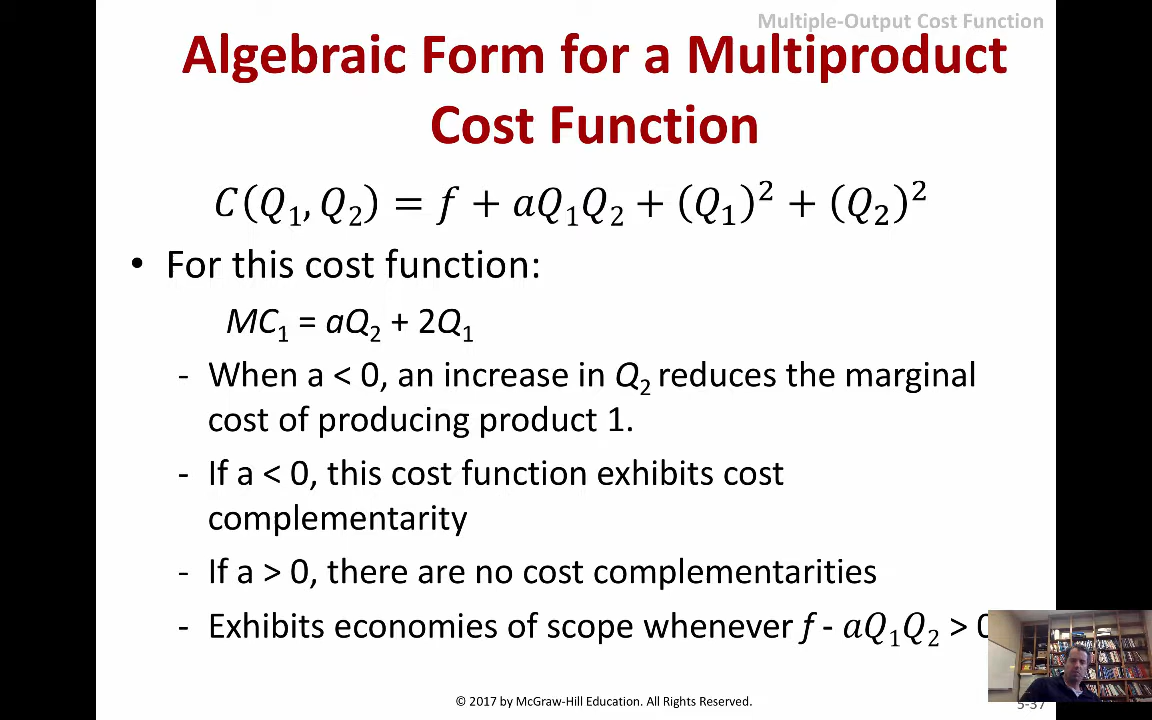 Multiple-Output Cost Function
Algebraic Form for a Multiproduct
Cost Function
C(Q₁, Q₂) = f + aQ₁Q₂ + (Q₁)² + (Q₂)²
• For this cost function:
MC₁ = aQ₂ + 2Q₁
- When a < 0, an increase in Q₂ reduces the marginal
cost of producing product 1.
- If a < 0, this cost function exhibits cost
complementarity
- If a > 0, there are no cost complementarities
- Exhibits economies of scope whenever f - aQ₁Q₂ > 0
© 2017 by McGraw-Hill Education. All Rights Reserved.
5-37